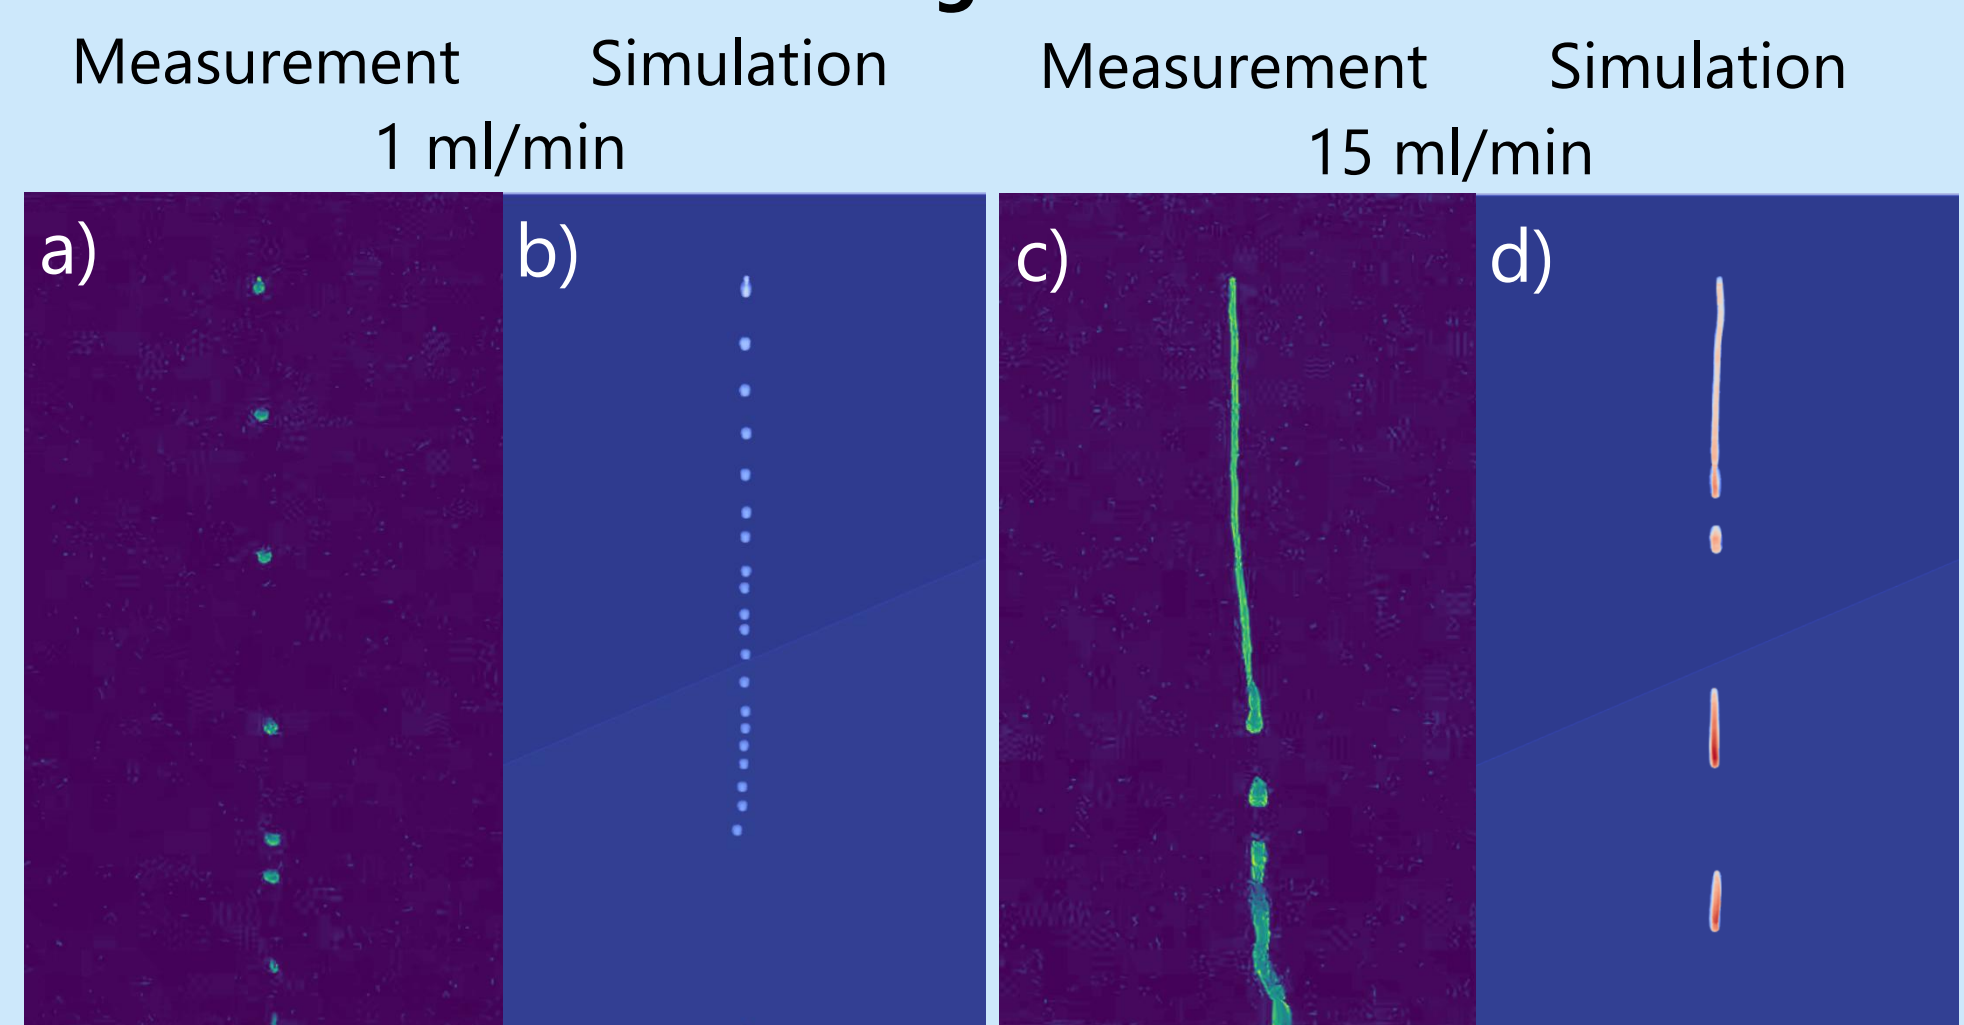 Measurement Simulation Measurement Simulation
1 ml/min 15 ml/min
a) b) c) d)